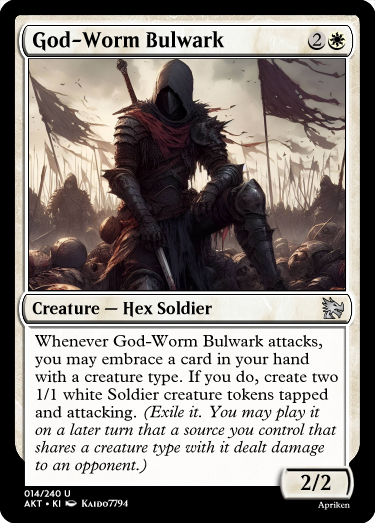 God-Worm Bulwark 2
Creature — Hex Soldier
Whenever God-Worm Bulwark attacks,
you may embrace a card in your hand
with a creature type. If you do, create two
1/1 white Soldier creature tokens tapped
and attacking. (Exile it. You may play it
on a later turn that a source you control that
shares a creature type with it dealt damage
to an opponent.)
2/2
014/240 U
AKT • KI Kaido7794
Apriken